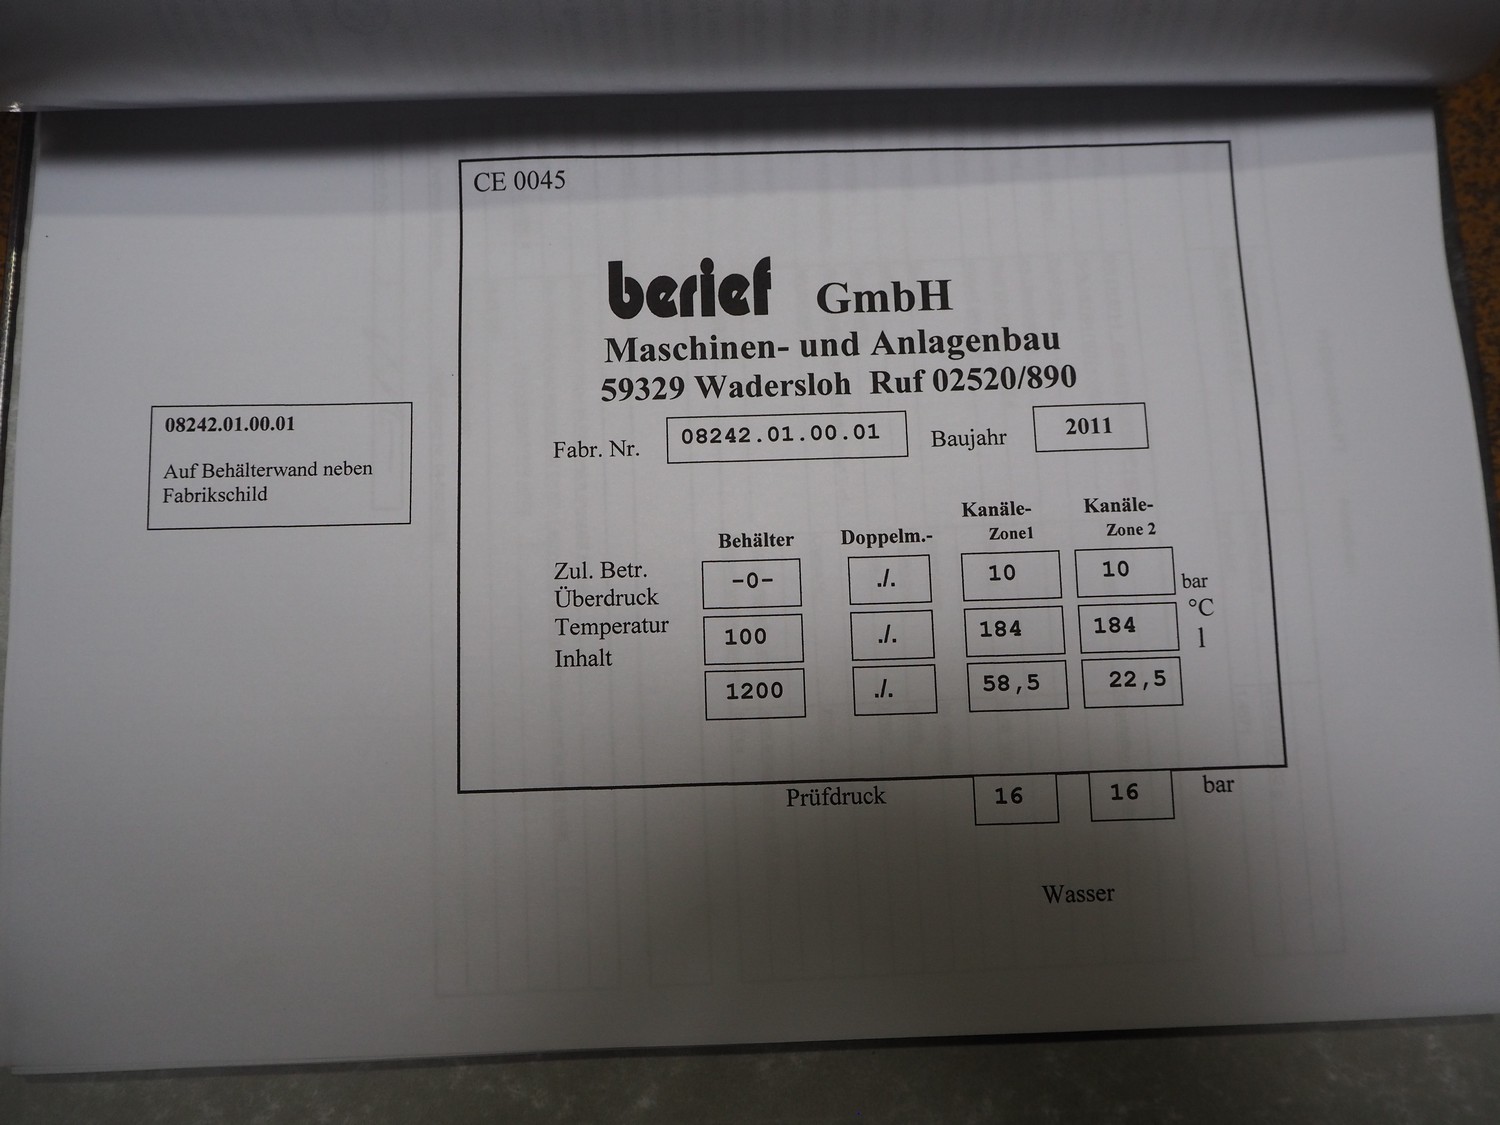 CE 0045
berief GmbH
Maschinen- und Anlagenbau
59329 Wadersloh Ruf 02520/890
08242.01.00.01
Auf Behälterwand neben
Fabrikschild
Fabr. Nr. 08242.01.00.01 Baujahr 2011
Behälter Doppelm.- Kanäle- Kanäle-
Zone1 Zone 2
Zul. Betr.
Überdruck -0- ./. 10 10 bar
Temperatur 100 ./. 184 184 °C
Inhalt 1200 ./. 58,5 22,5 l
Prüfdruck 16 16 bar
Wasser